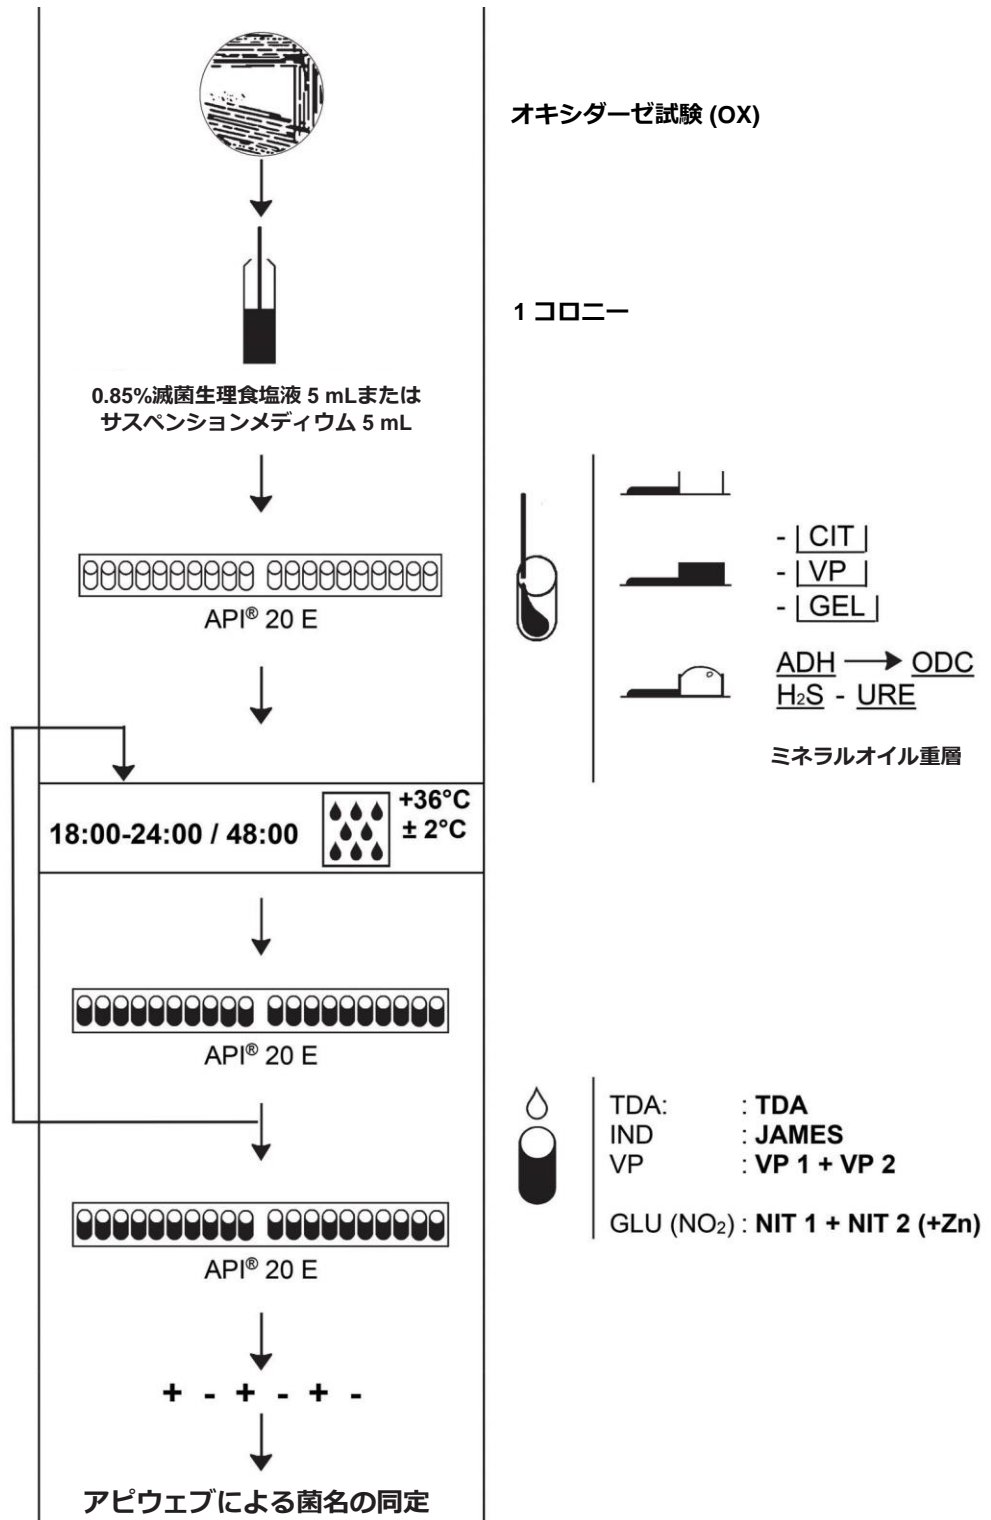 オキシダーゼ試験 (OX)
1 コロニー
0.85%滅菌生理食塩液 5 mLまたは
サスペンションメディウム 5 mL
API® 20 E
- | CIT |
- | VP |
- | GEL |
ADH → ODC
H₂S - URE
ミネラルオイル重層
18:00-24:00 / 48:00
+36°C
± 2°C
API® 20 E
TDA: : TDA
IND : JAMES
VP : VP 1 + VP 2
GLU (NO₂) : NIT 1 + NIT 2 (+Zn)
API® 20 E
+ - + - + -
アピウェブによる菌名の同定